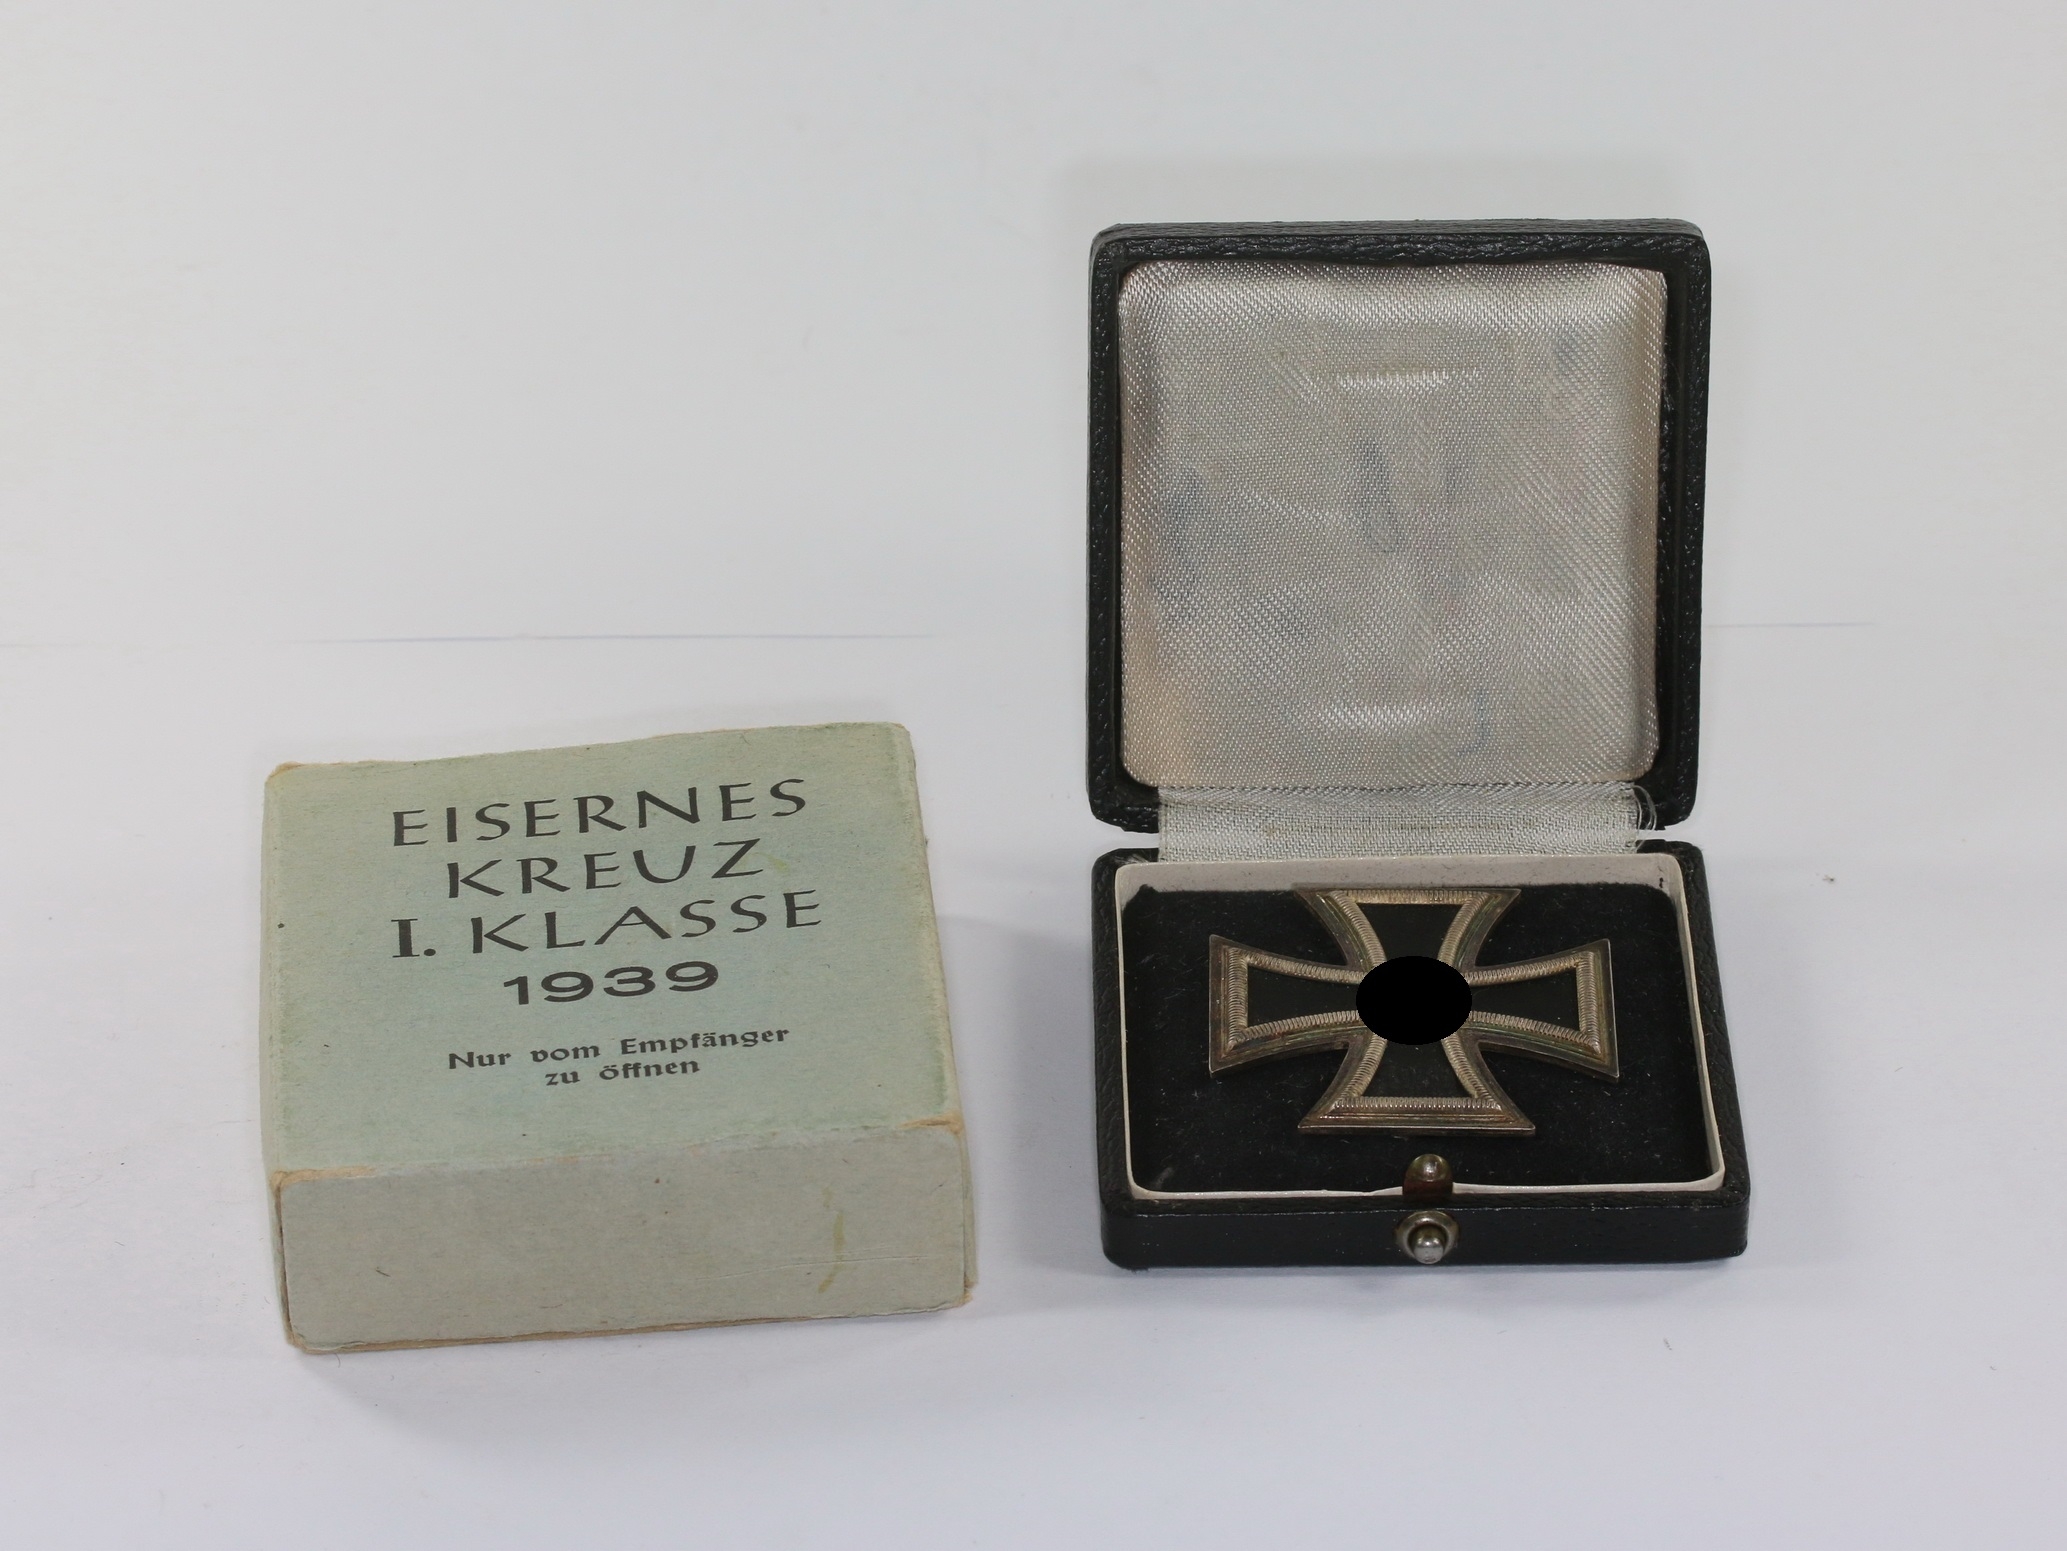 EISERNES
KREUZ
I. KLASSE
1939
Nur vom Empfänger
zu öffnen